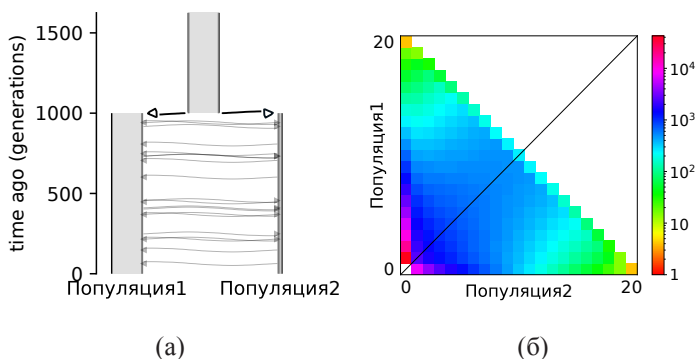 time ago (generations)
1500
1000
500
0
Популяция1
Популяция2
(а)
Популяция1
20
0
0
20
Популяция2
10⁴
10³
10²
10¹
1
(б)